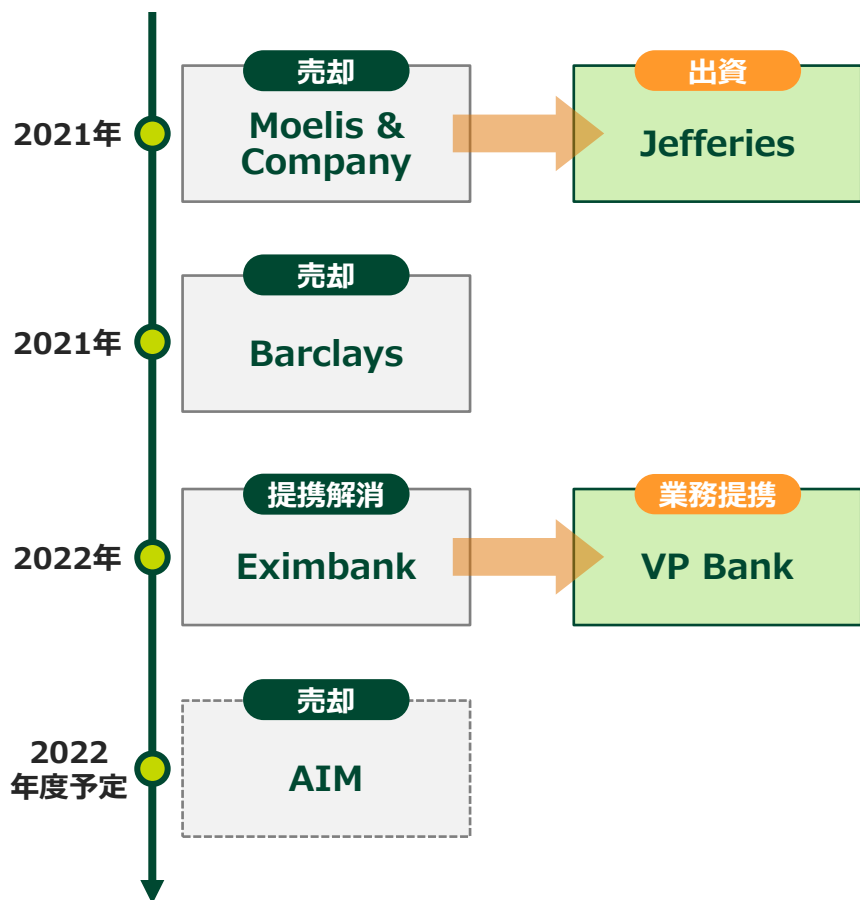 売却
出資
2021年
Moelis &
Company
Jefferies
売却
2021年
Barclays
提携解消
業務提携
2022年
Eximbank
VP Bank
売却
2022
年度予定
AIM